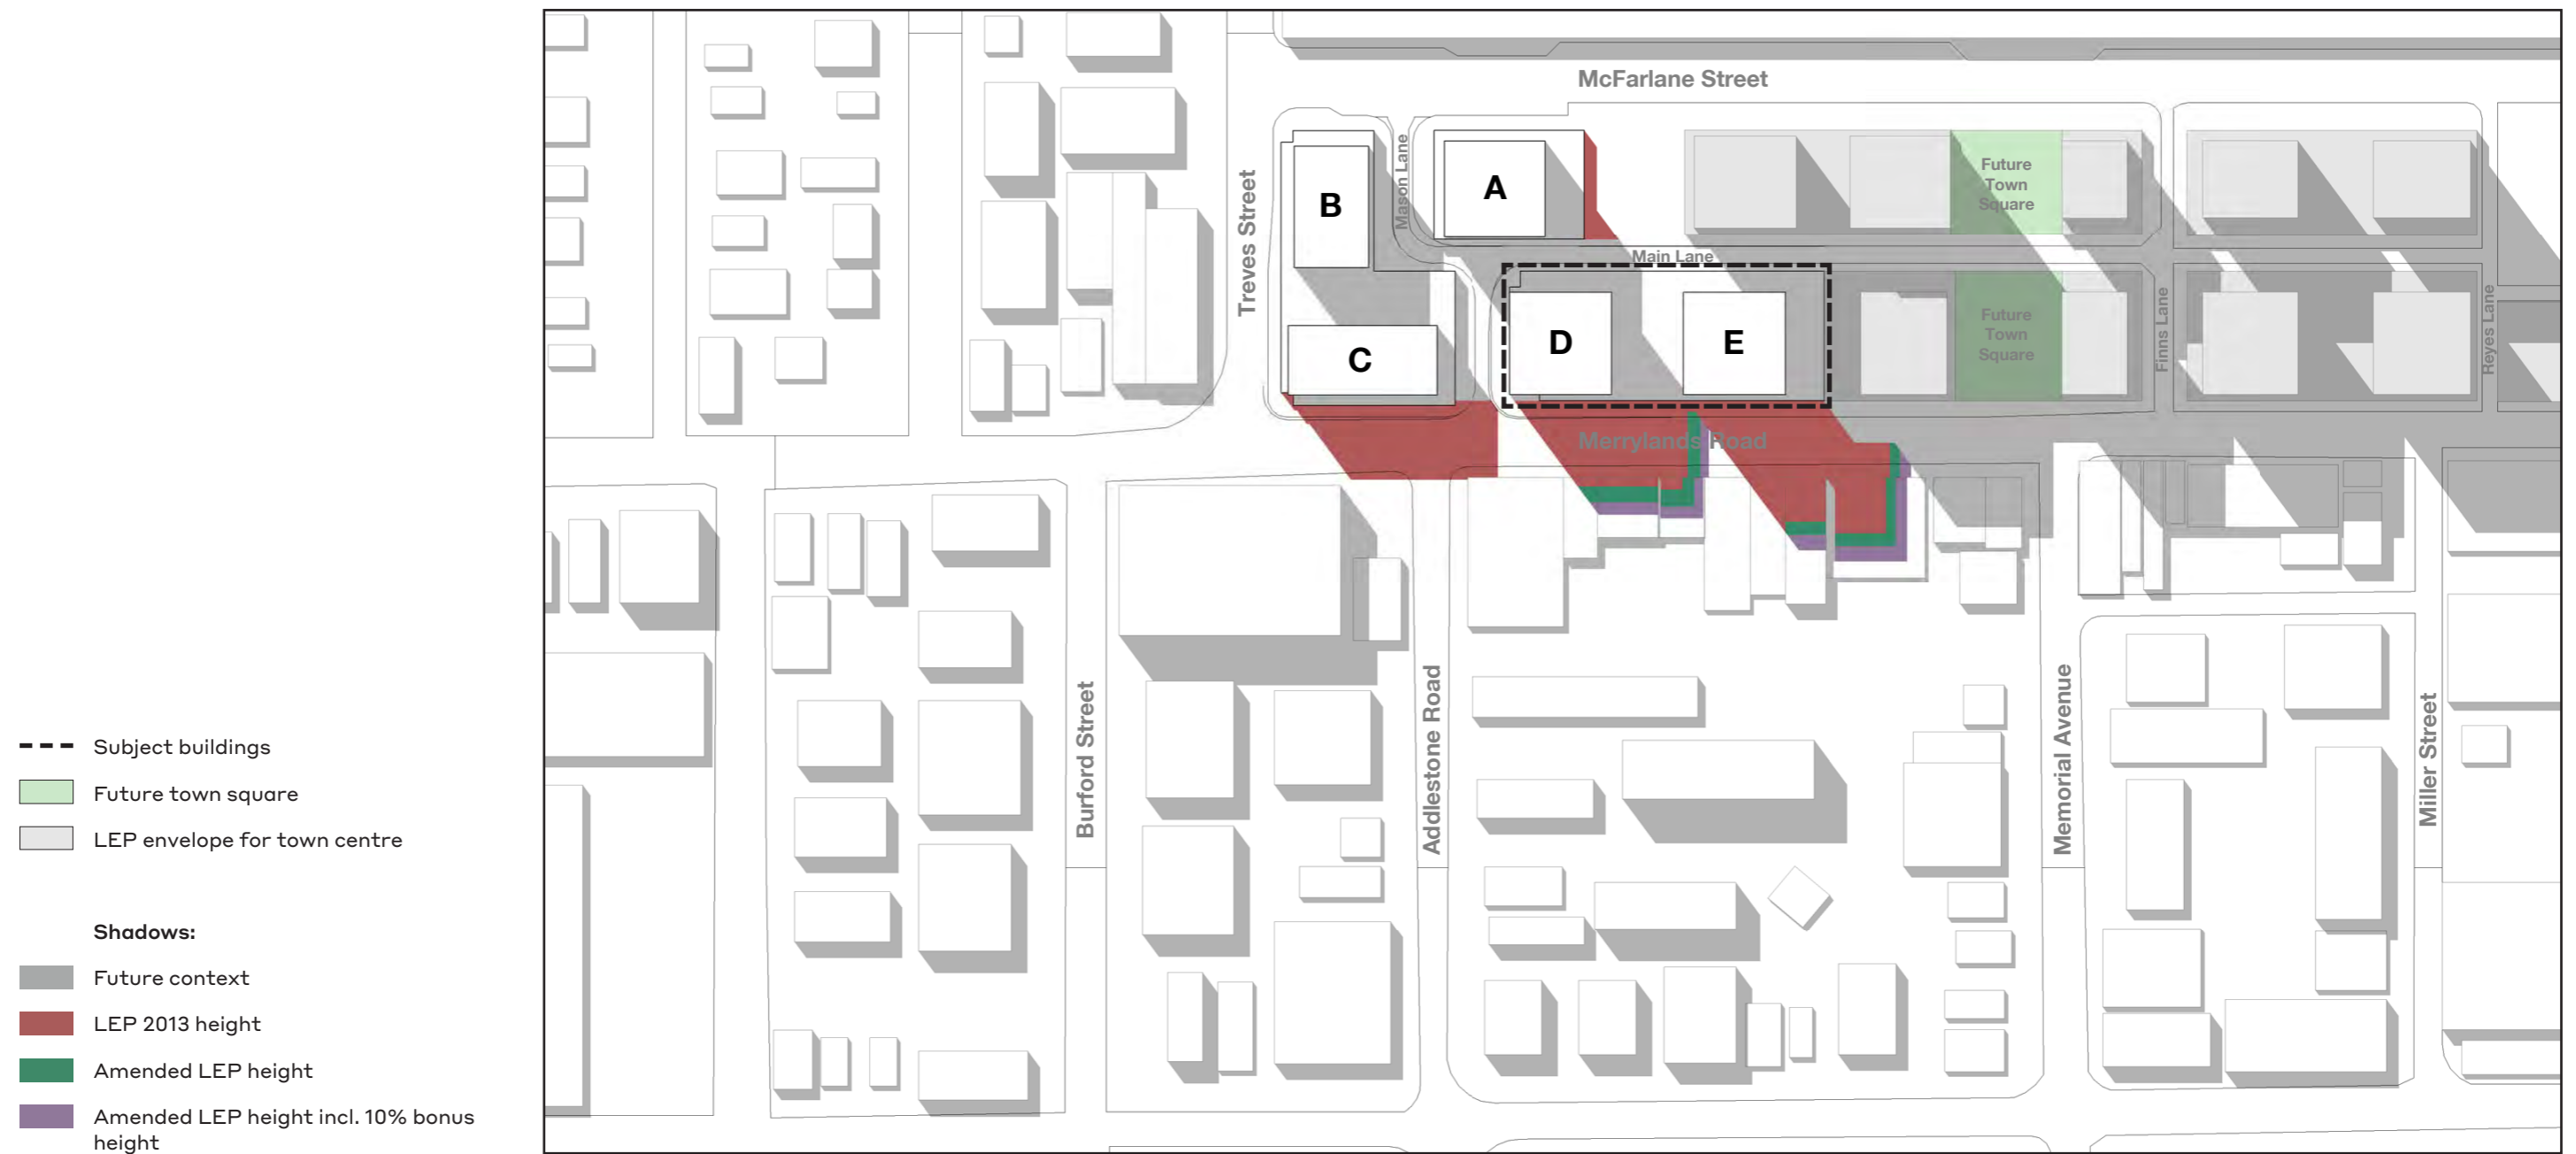 McFarlane Street
Mason Lane
Treves Street
B
A
Future
Town
Square
Main Lane
C
D
E
Future
Town
Square
Finns Lane
Reyes Lane
Merrylands Road
Burford Street
Addlestone Road
Memorial Avenue
Miller Street
Subject buildings
Future town square
LEP envelope for town centre
Shadows:
Future context
LEP 2013 height
Amended LEP height
Amended LEP height incl. 10% bonus
height